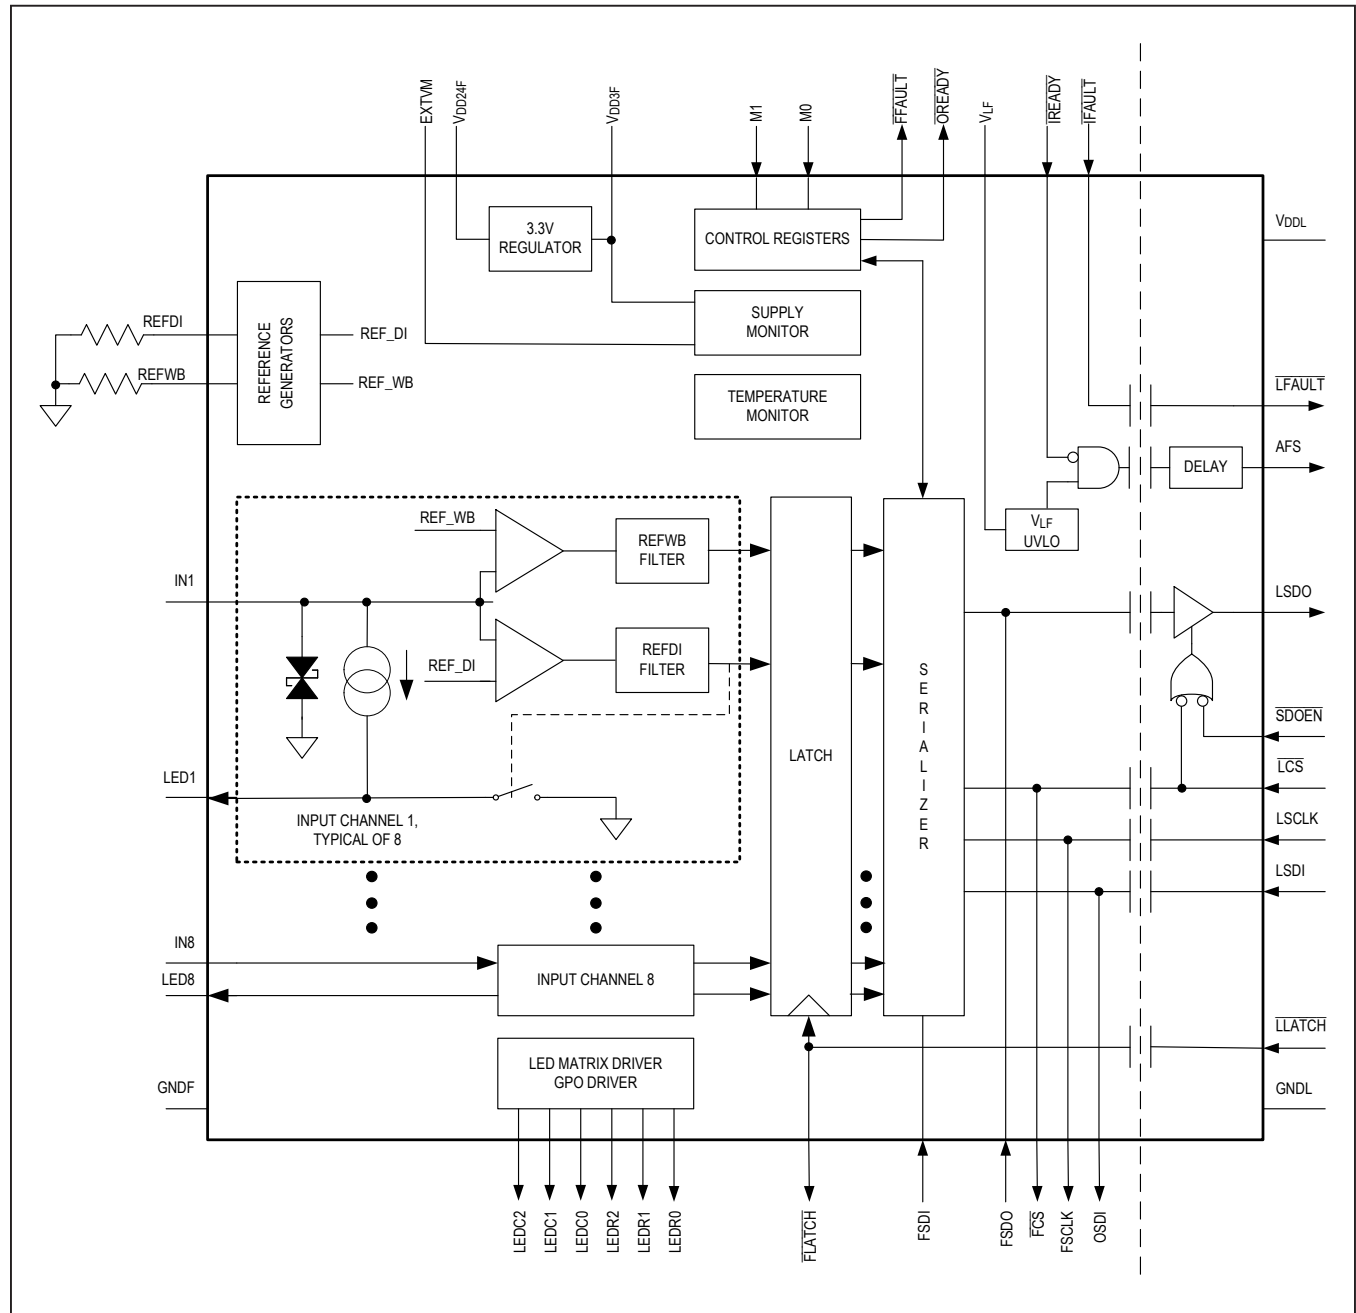 EXTVM
VDD24F
VDD3F
M1
M0
FFAULT
OREADY
VLF
IREADY
IFAULT
3.3V
REGULATOR
CONTROL REGISTERS
VDDL
SUPPLY
MONITOR
REFDI
REFWB
REFERENCE
GENERATORS
REF_DI
REF_WB
TEMPERATURE
MONITOR
LFAULT
AFS
DELAY
VLF
UVLO
REF_WB
REFWB
FILTER
IN1
REF_DI
REFDI
FILTER
LATCH
SERIALIZER
LSDO
SDOEN
LED1
LCS
INPUT CHANNEL 1,
TYPICAL OF 8
LSCLK
LSDI
IN8
LED8
INPUT CHANNEL 8
LLATCH
LED MATRIX DRIVER
GPO DRIVER
GNDF
GNDL
LEDC2
LEDC1
LEDC0
LEDR2
LEDR1
LEDR0
FLATCH
FSDI
FSDO
FCS
FSCLK
OSDI